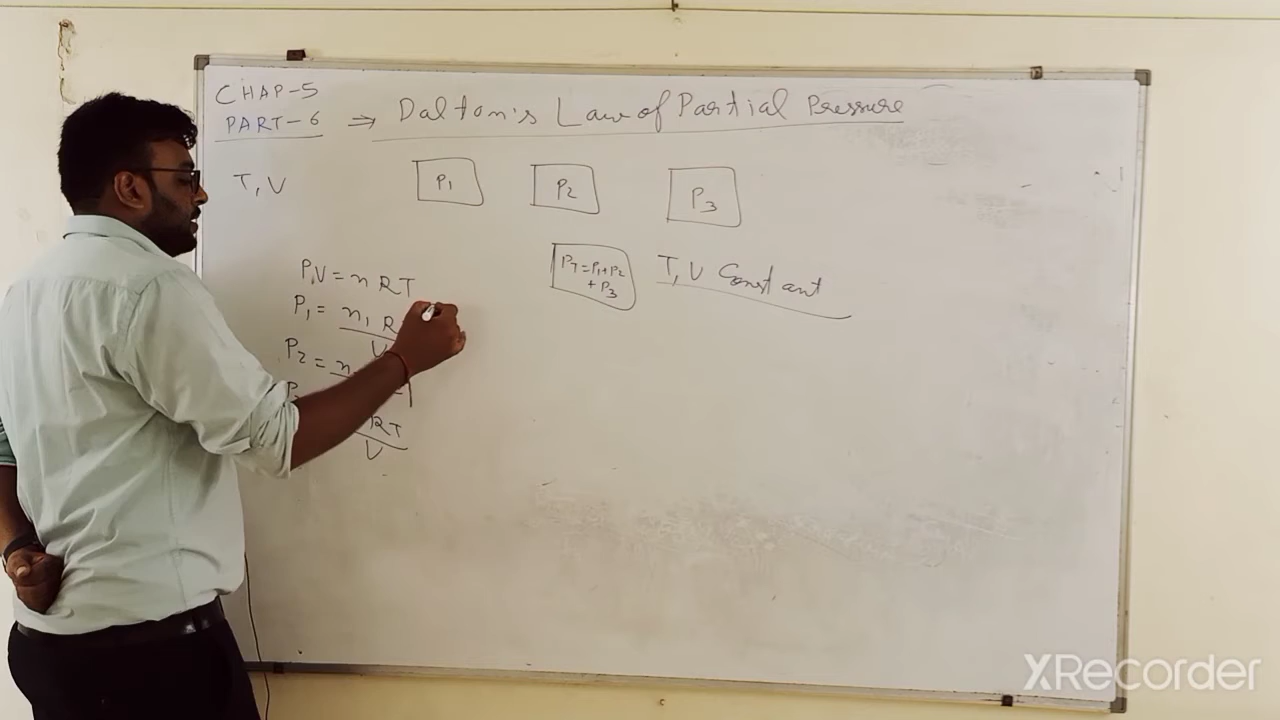 CHAP-5
PART-6 ⇒ Dalton's Law of Partial Pressure
T, V
P1 P2 P3
PT = P1+P2
+ P3
T, V Constant
P1V = n RT
P1 = n1 R
V
P2 = n
RT
V
XRecorder